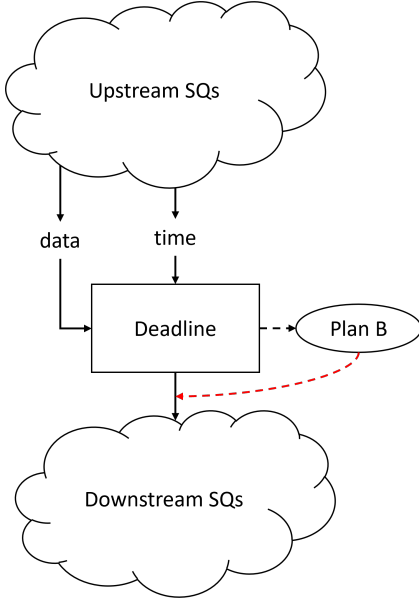 Upstream SQs
data
time
Deadline
Plan B
Downstream SQs